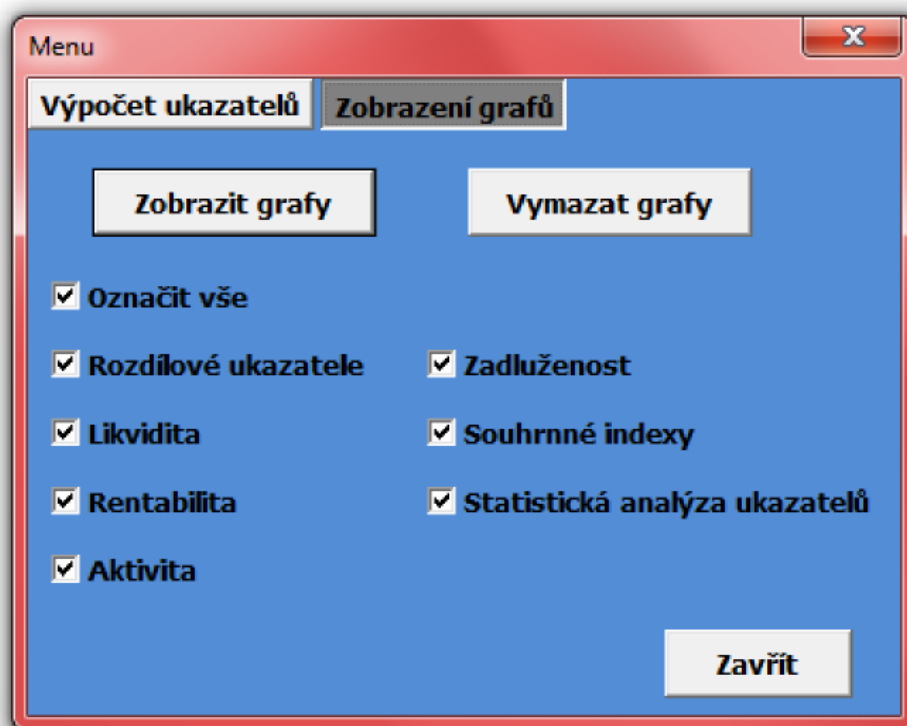 Menu
Výpočet ukazatelů Zobrazení grafů
Zobrazit grafy Vymazat grafy
Označit vše
Rozdílové ukazatele Zadluženost
Likvidita Souhrnné indexy
Rentabilita Statistická analýza ukazatelů
Aktivita
Zavřít